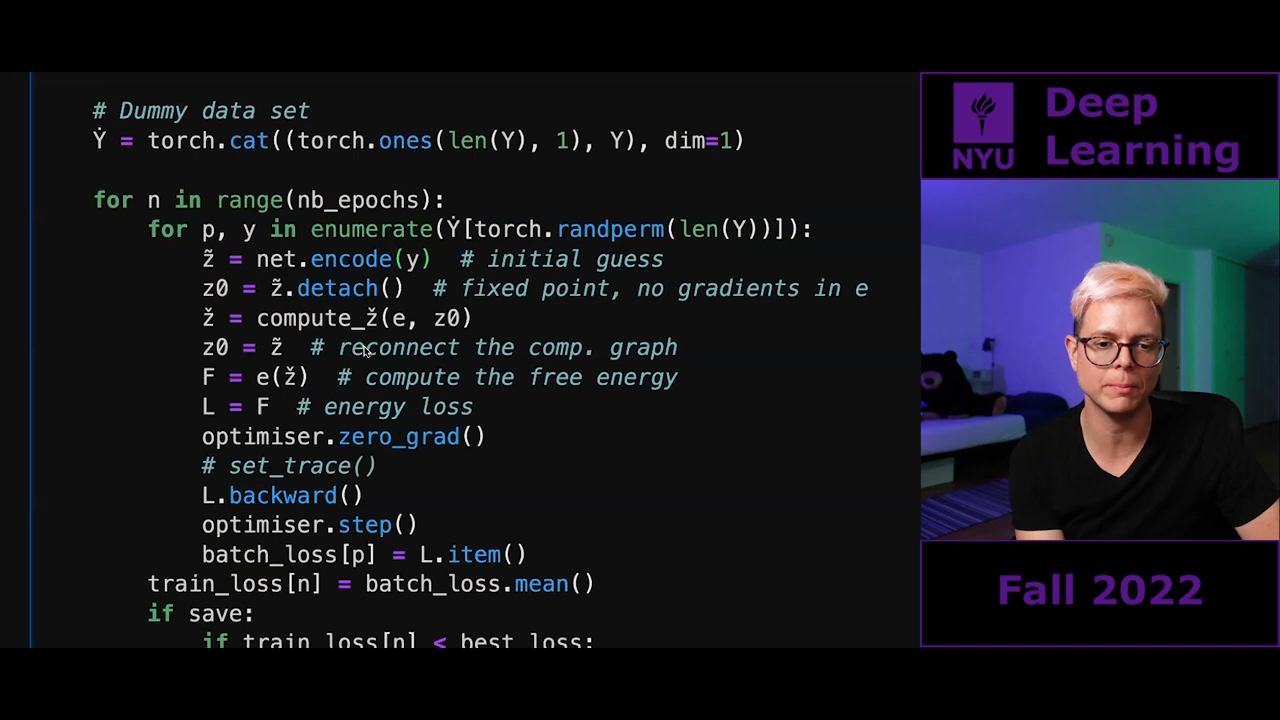 # Dummy data set
Ẏ = torch.cat((torch.ones(len(Y), 1), Y), dim=1)
for n in range(nb_epochs):
for p, y in enumerate(Ẏ[torch.randperm(len(Y))]):
z̃ = net.encode(y)  # initial guess
z0 = z̃.detach()  # fixed point, no gradients in e
ž = compute_ž(e, z0)
z0 = z̃  # reconnect the comp. graph
F = e(ž)  # compute the free energy
L = F  # energy loss
optimiser.zero_grad()
# set_trace()
L.backward()
optimiser.step()
batch_loss[p] = L.item()
train_loss[n] = batch_loss.mean()
if save:
if train_loss[n] < best_loss:
NYU
Deep
Learning
Fall 2022